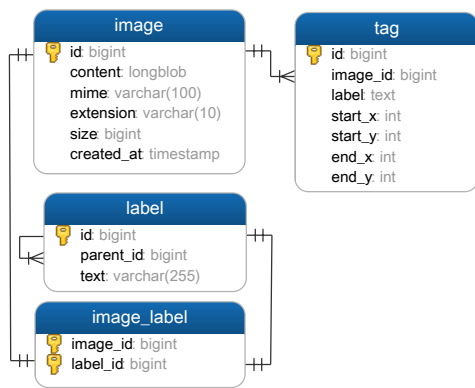 image
id: bigint
content: longblob
mime: varchar(100)
extension: varchar(10)
size: bigint
created_at: timestamp
tag
id: bigint
image_id: bigint
label: text
start_x: int
start_y: int
end_x: int
end_y: int
label
id: bigint
parent_id: bigint
text: varchar(255)
image_label
image_id: bigint
label_id: bigint